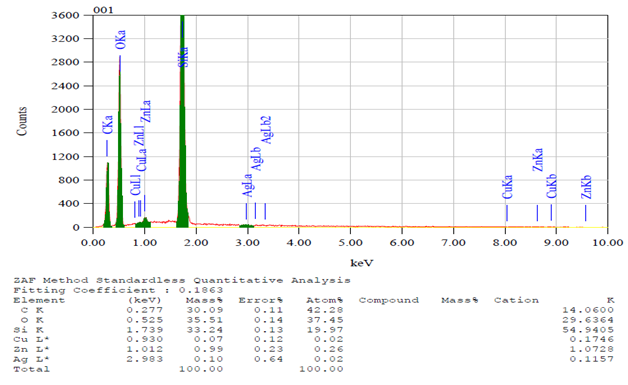 001
3600
3200
2800
2400
2000
1600
1200
800
400
0
Counts
CKa
OKa
CuLl
CuLa
ZnLl
ZnLa
SiKa
AgLa
AgLb
AgLb2
CuKa
ZnKa
CuKb
ZnKb
0.00 1.00 2.00 3.00 4.00 5.00 6.00 7.00 8.00 9.00 10.00
keV
ZAF Method Standardless Quantitative Analysis
Fitting Coefficient : 0.1863
Element (keV) Mass% Error% Atom% Compound Mass% Cation K
C K 0.277 30.09 0.11 42.28 14.0600
O K 0.525 35.51 0.14 37.45 29.6364
Si K 1.739 33.24 0.13 19.97 54.9405
Cu L* 0.930 0.07 0.12 0.02 0.1746
Zn L* 1.012 0.99 0.23 0.26 1.0728
Ag L* 2.983 0.10 0.64 0.02 0.1157
Total 100.00 100.00